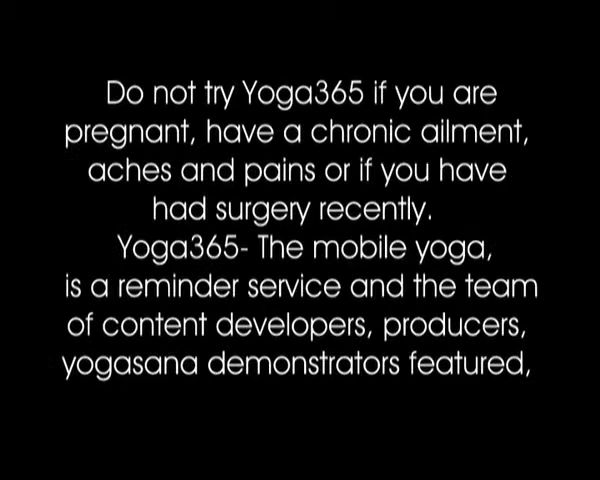 Do not try Yoga365 if you are
pregnant, have a chronic ailment,
aches and pains or if you have
had surgery recently.
Yoga365- The mobile yoga,
is a reminder service and the team
of content developers, producers,
yogasana demonstrators featured,